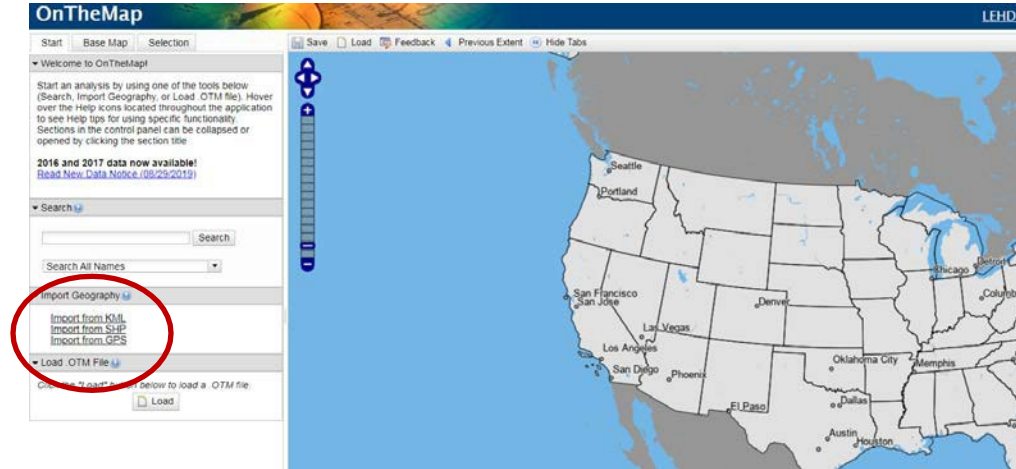 OnTheMap
LEHD
Start Base Map Selection
Save Load Feedback Previous Extent Hide Tabs
Welcome to OnTheMap!
Start an analysis by using one of the tools below
(Search, Import Geography, or Load .OTM file). Hover
over the Help icons located throughout the application
to see Help tips for using specific functionality.
Sections in the control panel can be collapsed or
opened by clicking the section title
2016 and 2017 data now available!
Read New Data Notice (08/29/2019)
Search
Search
Search All Names
Import Geography
Import from KML
Import from SHP
Import from GPS
Load .OTM File
Click the "Load" below to load a .OTM file
Load
Seattle
Portland
Detroit
Chicago
San Francisco
San Jose
Denver
Columb
Las Vegas
Los Angeles
Oklahoma City
Memphis
San Diego
Phoenix
El Paso
Dallas
Austin
Houston